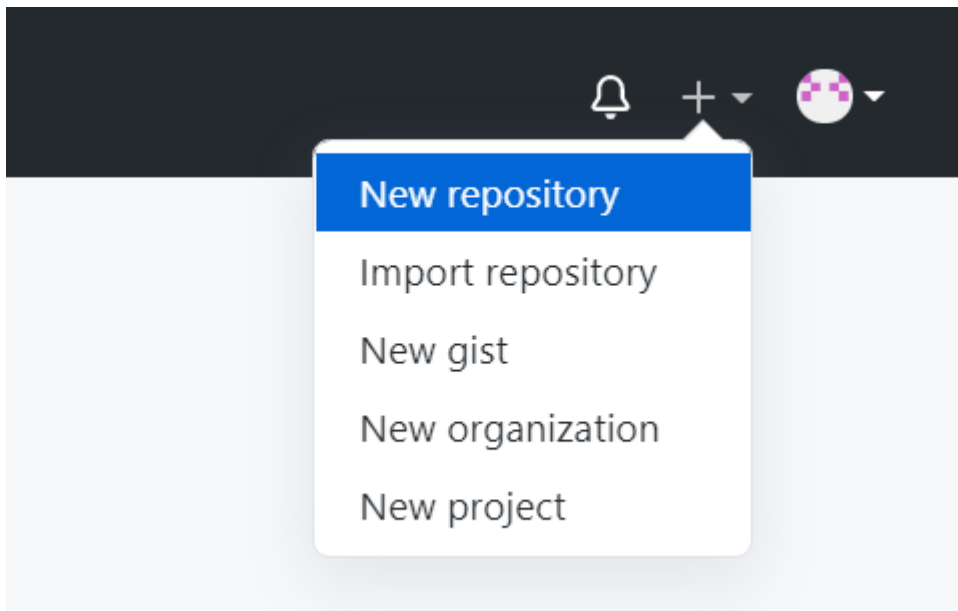 New repository
Import repository
New gist
New organization
New project